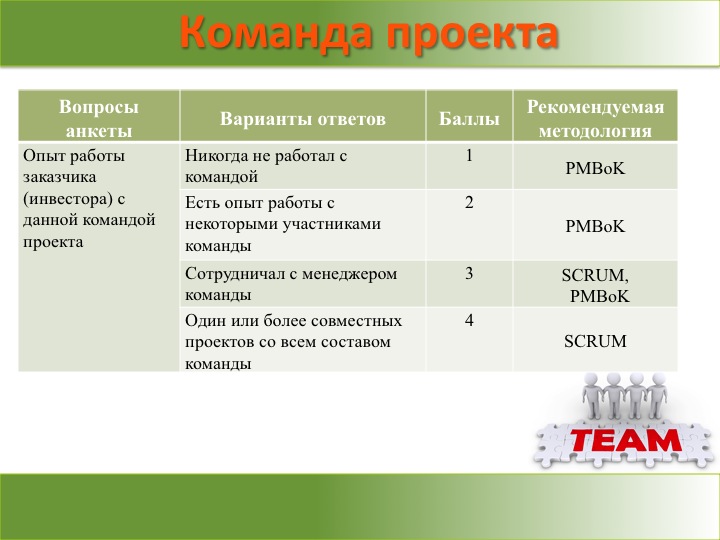 Команда проекта
Вопросы
анкеты
Варианты ответов
Баллы
Рекомендуемая
методология
Опыт работы
заказчика
(инвестора) с
данной командой
проекта
Никогда не работал с
командой
1
PMBoK
Есть опыт работы с
некоторыми участниками
команды
2
PMBoK
Сотрудничал с менеджером
команды
3
SCRUM,
PMBoK
Один или более совместных
проектов со всем составом
команды
4
SCRUM
TEAM